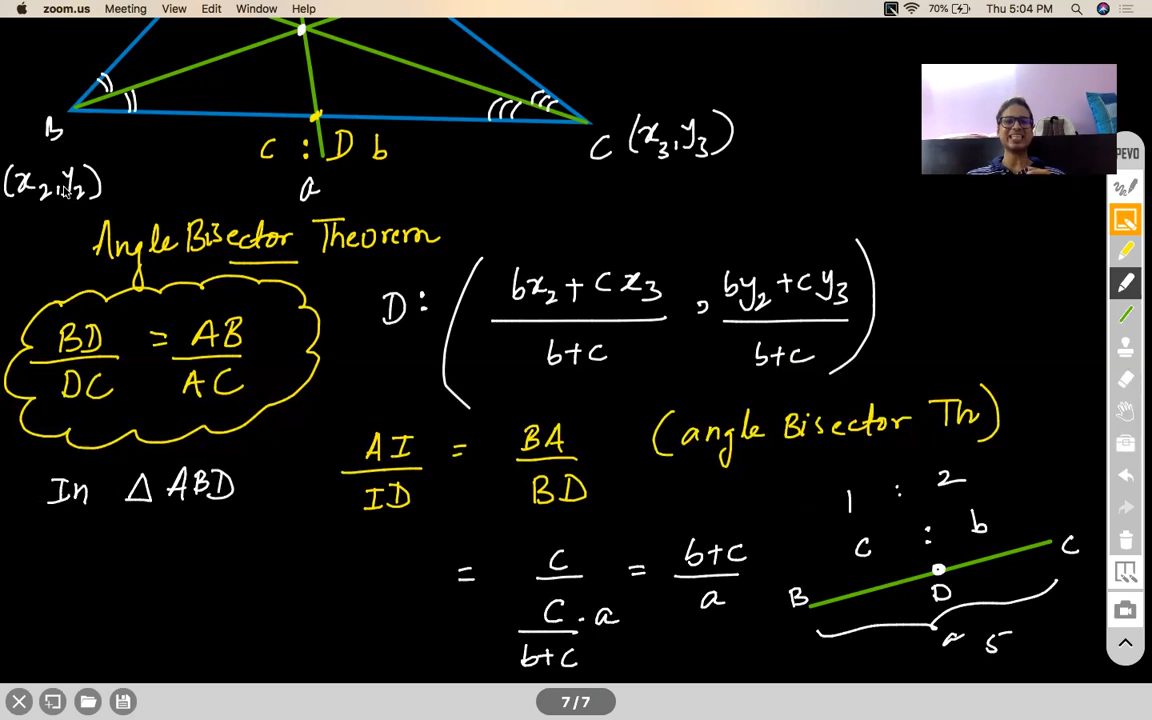 zoom.us Meeting View Edit Window Help 70% Thu 5:04 PM
B
c : D b
C (x₃,y₃)
(x₂,y₂)
a
Angle Bisector Theorem
BD/DC = AB/AC
D: ( (bx₂+cx₃)/(b+c) , (by₂+cy₃)/(b+c) )
AI/ID = BA/BD (angle Bisector Th)
In △ ABD
1 : 2
c : b
B D C
= c/((c/(b+c))·a) = (b+c)/a
5
IPEVO
7/7